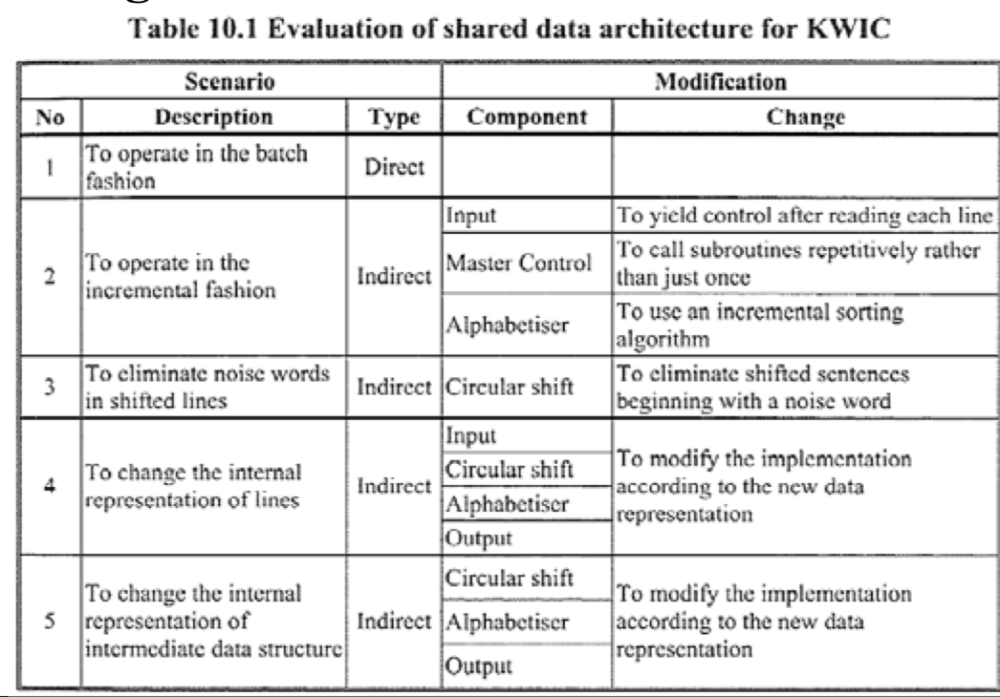 Table 10.1 Evaluation of shared data architecture for KWIC
Scenario Modification
No Description Type Component Change
1 To operate in the batch fashion Direct
2 To operate in the incremental fashion Indirect
Input To yield control after reading each line
Master Control To call subroutines repetitively rather than just once
Alphabetiser To use an incremental sorting algorithm
3 To eliminate noise words in shifted lines Indirect Circular shift To eliminate shifted sentences beginning with a noise word
4 To change the internal representation of lines Indirect
Input
Circular shift
Alphabetiser
Output
To modify the implementation according to the new data representation
5 To change the internal representation of intermediate data structure Indirect
Circular shift
Alphabetiser
Output
To modify the implementation according to the new data representation